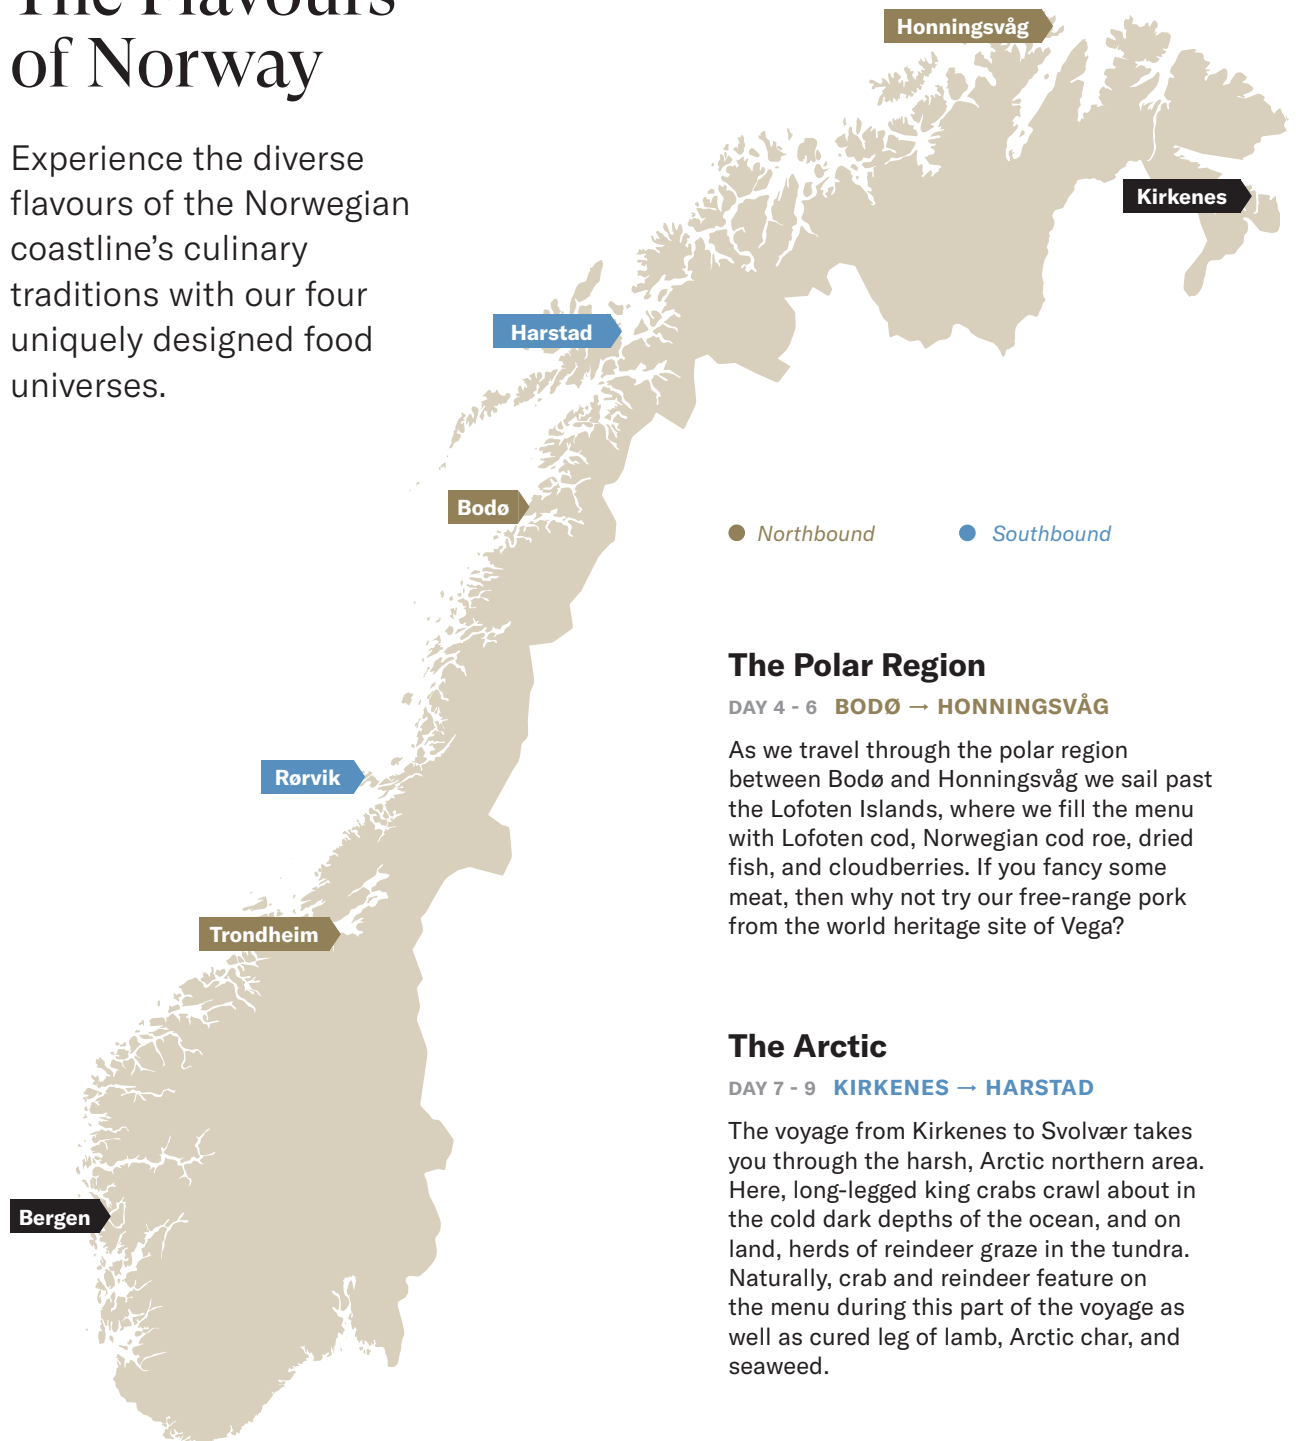 The Flavours
of Norway
Experience the diverse
flavours of the Norwegian
coastline’s culinary
traditions with our four
uniquely designed food
universes.
Honningsvåg
Kirkenes
Harstad
Bodø
Rørvik
Trondheim
Bergen
Northbound
Southbound
The Polar Region
DAY 4 - 6 BODØ → HONNINGSVÅG
As we travel through the polar region
between Bodø and Honningsvåg we sail past
the Lofoten Islands, where we fill the menu
with Lofoten cod, Norwegian cod roe, dried
fish, and cloudberries. If you fancy some
meat, then why not try our free-range pork
from the world heritage site of Vega?
The Arctic
DAY 7 - 9 KIRKENES → HARSTAD
The voyage from Kirkenes to Svolvær takes
you through the harsh, Arctic northern area.
Here, long-legged king crabs crawl about in
the cold dark depths of the ocean, and on
land, herds of reindeer graze in the tundra.
Naturally, crab and reindeer feature on
the menu during this part of the voyage as
well as cured leg of lamb, Arctic char, and
seaweed.